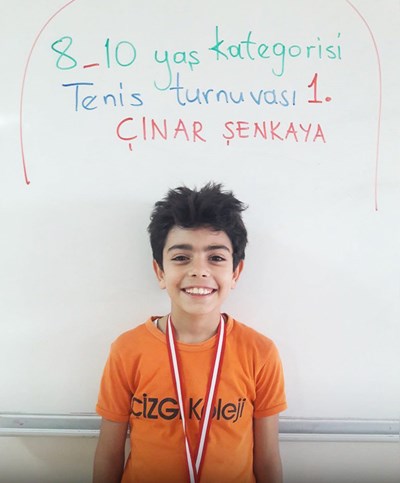 8_10 yaş kategorisi
Tenis turnuvası 1.
ÇINAR ŞENKAYA
ÇİZGİ Koleji